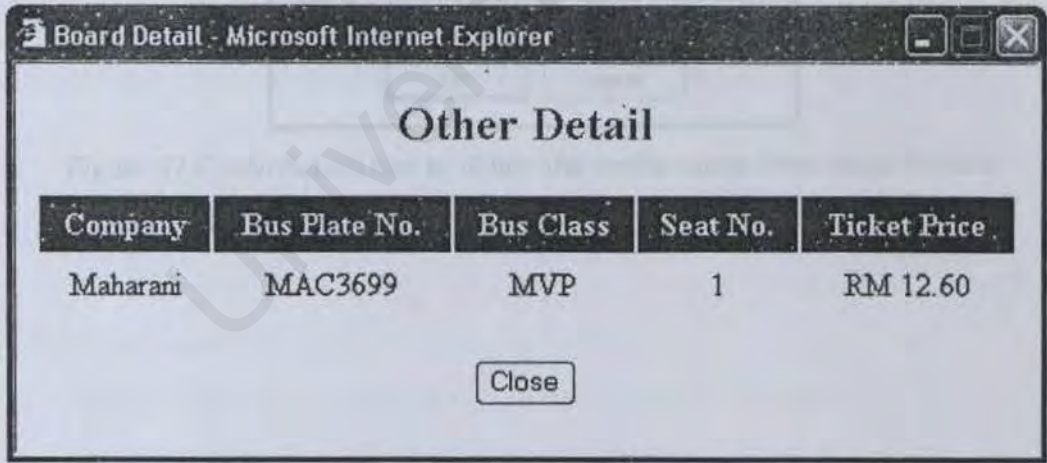 Board Detail - Microsoft Internet Explorer
Other Detail
Company Bus Plate No. Bus Class Seat No. Ticket Price
Maharani MAC3699 MVP 1 RM 12.60
Close
Univer